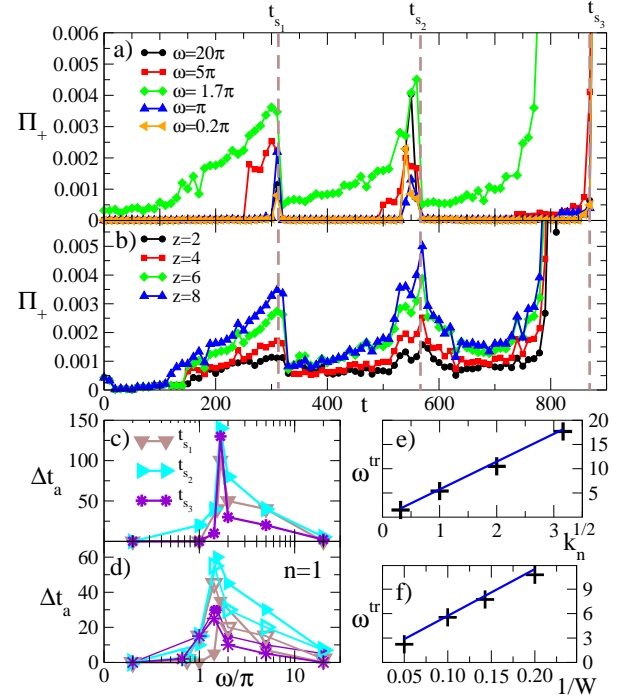 t_{s_1} t_{s_2} t_{s_3}
a)
0.006
0.005
0.004
0.003
0.002
0.001
0
Π_+
ω=20π
ω=5π
ω= 1.7π
ω=π
ω=0.2π
b)
0.005
0.004
0.003
0.002
0.001
0
Π_+
z=2
z=4
z=6
z=8
0 200 400 600 800
t
c)
150
100
50
0
Δt_a
t_{s_1}
t_{s_2}
t_{s_3}
d) n=1
60
40
20
0
Δt_a
1 10
ω/π
e)
20
15
10
5
ω^{tr}
0 1 2 3
k_n^{1/2}
f)
9
6
3
0
ω^{tr}
0.05 0.10 0.15 0.20
1/W